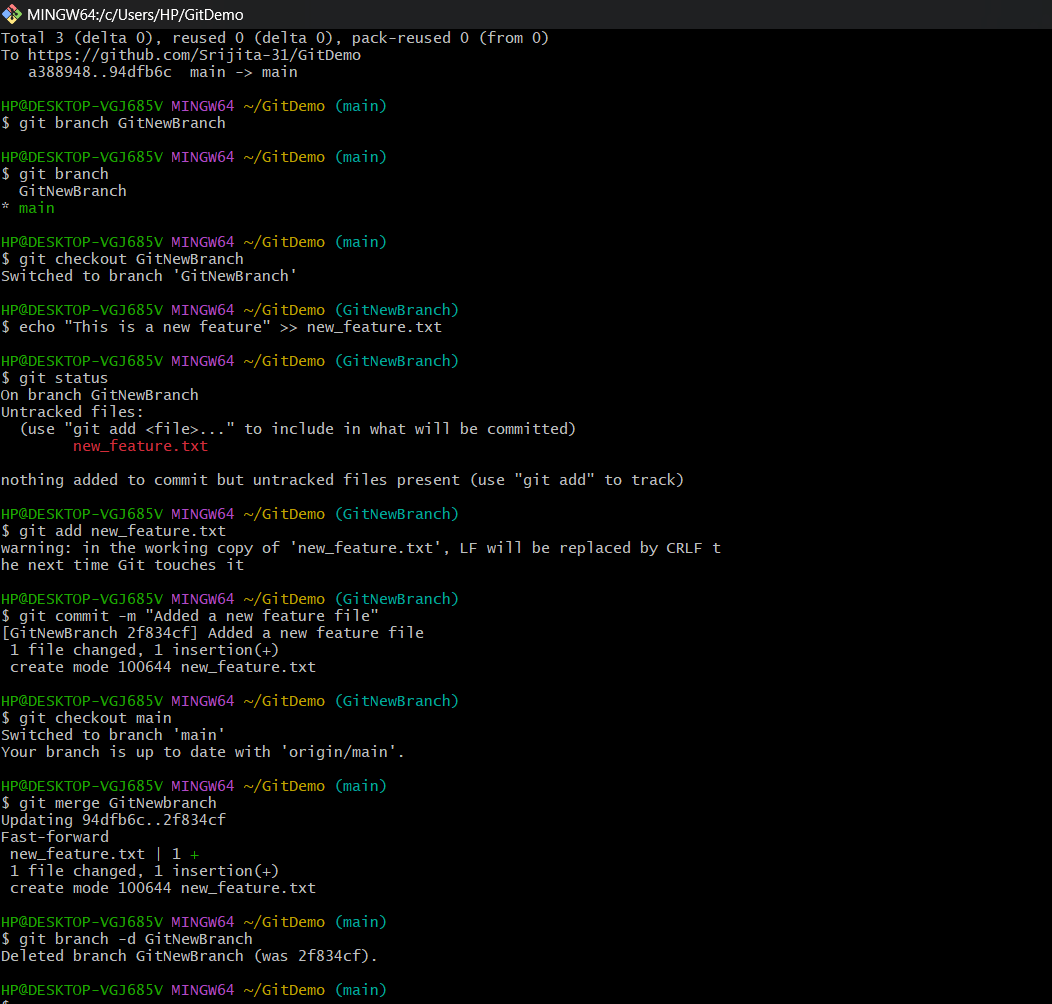 MINGW64:/c/Users/HP/GitDemo
Total 3 (delta 0), reused 0 (delta 0), pack-reused 0 (from 0)
To https://github.com/Srijita-31/GitDemo
   a388948..94dfb6c  main -> main

HP@DESKTOP-VGJ685V MINGW64 ~/GitDemo (main)
$ git branch GitNewBranch

HP@DESKTOP-VGJ685V MINGW64 ~/GitDemo (main)
$ git branch
  GitNewBranch
* main

HP@DESKTOP-VGJ685V MINGW64 ~/GitDemo (main)
$ git checkout GitNewBranch
Switched to branch 'GitNewBranch'

HP@DESKTOP-VGJ685V MINGW64 ~/GitDemo (GitNewBranch)
$ echo "This is a new feature" >> new_feature.txt

HP@DESKTOP-VGJ685V MINGW64 ~/GitDemo (GitNewBranch)
$ git status
On branch GitNewBranch
Untracked files:
  (use "git add <file>..." to include in what will be committed)
        new_feature.txt

nothing added to commit but untracked files present (use "git add" to track)

HP@DESKTOP-VGJ685V MINGW64 ~/GitDemo (GitNewBranch)
$ git add new_feature.txt
warning: in the working copy of 'new_feature.txt', LF will be replaced by CRLF t
he next time Git touches it

HP@DESKTOP-VGJ685V MINGW64 ~/GitDemo (GitNewBranch)
$ git commit -m "Added a new feature file"
[GitNewBranch 2f834cf] Added a new feature file
 1 file changed, 1 insertion(+)
 create mode 100644 new_feature.txt

HP@DESKTOP-VGJ685V MINGW64 ~/GitDemo (GitNewBranch)
$ git checkout main
Switched to branch 'main'
Your branch is up to date with 'origin/main'.

HP@DESKTOP-VGJ685V MINGW64 ~/GitDemo (main)
$ git merge GitNewbranch
Updating 94dfb6c..2f834cf
Fast-forward
 new_feature.txt | 1 +
 1 file changed, 1 insertion(+)
 create mode 100644 new_feature.txt

HP@DESKTOP-VGJ685V MINGW64 ~/GitDemo (main)
$ git branch -d GitNewBranch
Deleted branch GitNewBranch (was 2f834cf).

HP@DESKTOP-VGJ685V MINGW64 ~/GitDemo (main)
$